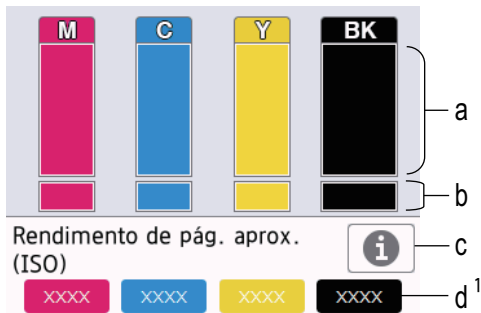 M C Y BK
a
b
Rendimento de pág. aprox.
(ISO)
c
XXXX XXXX XXXX XXXX
d 1